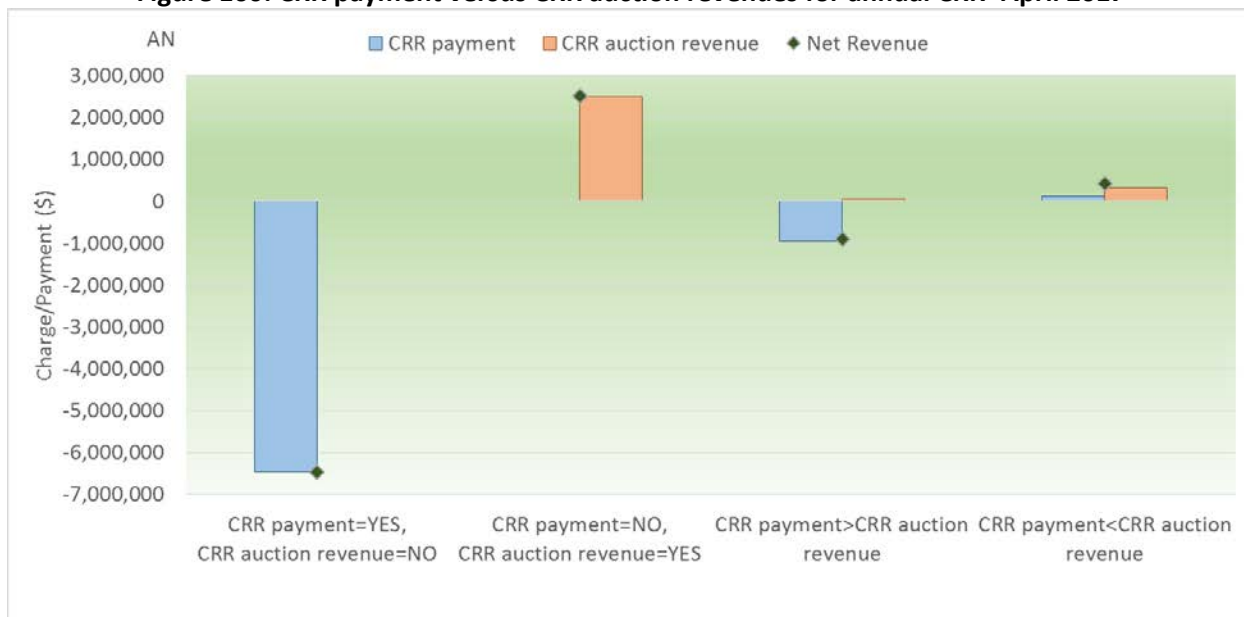 AN
CRR payment CRR auction revenue Net Revenue
3,000,000
2,000,000
1,000,000
0
-1,000,000
-2,000,000
-3,000,000
-4,000,000
-5,000,000
-6,000,000
-7,000,000
Charge/Payment ($)
CRR payment=YES,
CRR auction revenue=NO
CRR payment=NO,
CRR auction revenue=YES
CRR payment>CRR auction
revenue
CRR payment<CRR auction
revenue